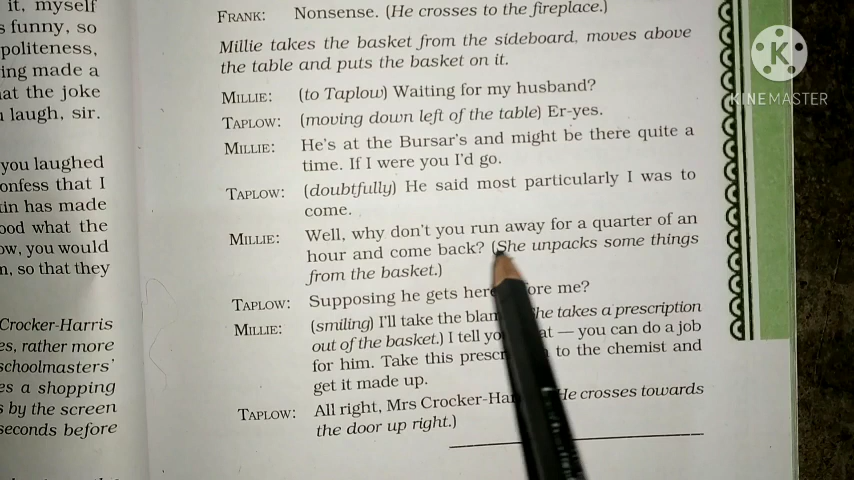 it, myself
s funny, so
politeness,
ing made a
at the joke
laugh, sir.
you laughed
onfess that I
tin has made
ood what the
ow, you would
n, so that they
Crocker-Harris
es, rather more
schoolmasters'
es a shopping
s by the screen
seconds before
FRANK: Nonsense. (He crosses to the fireplace.)
Millie takes the basket from the sideboard, moves above
the table and puts the basket on it.
MILLIE: (to Taplow) Waiting for my husband?
TAPLOW: (moving down left of the table) Er-yes.
MILLIE: He's at the Bursar's and might be there quite a
time. If I were you I'd go.
TAPLOW: (doubtfully) He said most particularly I was to
come.
MILLIE: Well, why don't you run away for a quarter of an
hour and come back? (She unpacks some things
from the basket.)
TAPLOW: Supposing he gets here fore me?
MILLIE: (smiling) I'll take the blam he takes a prescription
out of the basket.) I tell yo at — you can do a job
for him. Take this presc n to the chemist and
get it made up.
TAPLOW: All right, Mrs Crocker-Har He crosses towards
the door up right.)
KINEMASTER